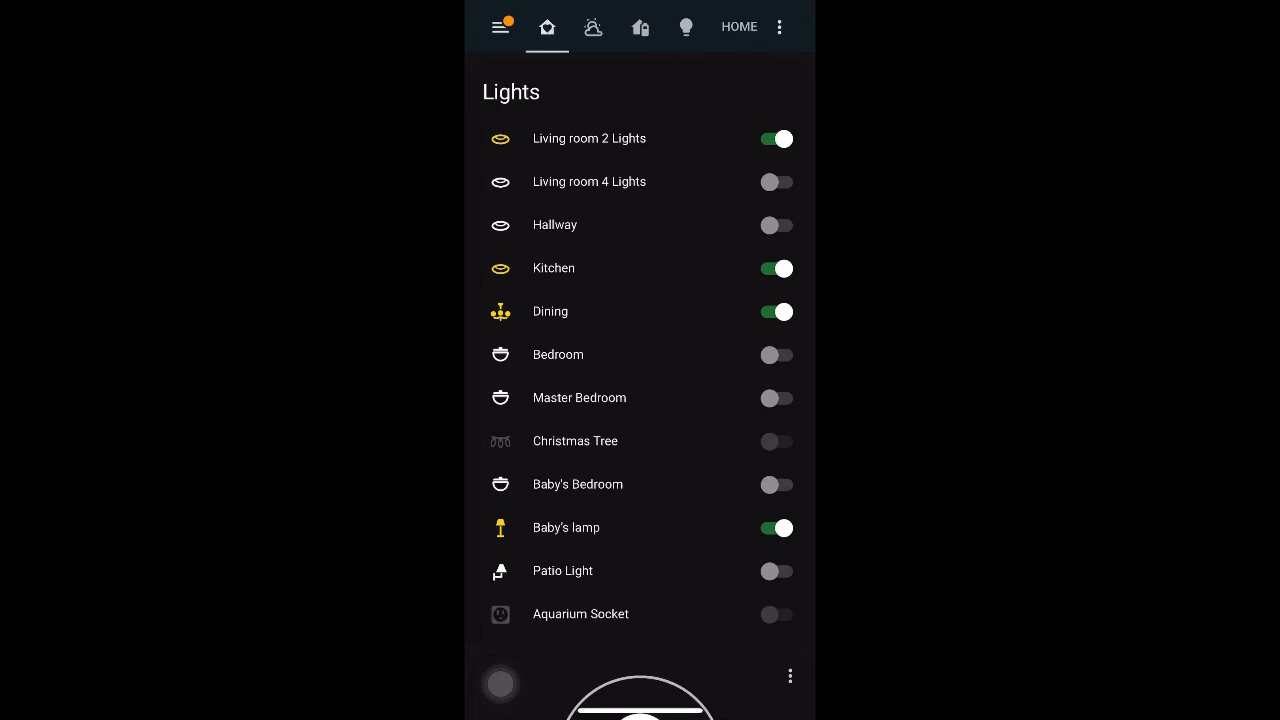 HOME
Lights
Living room 2 Lights
Living room 4 Lights
Hallway
Kitchen
Dining
Bedroom
Master Bedroom
Christmas Tree
Baby's Bedroom
Baby's lamp
Patio Light
Aquarium Socket